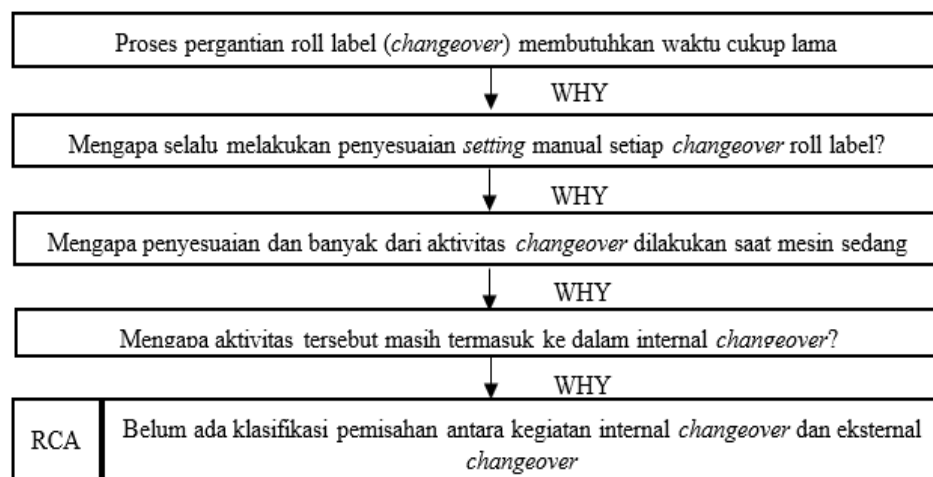 Proses pergantian roll label (changeover) membutuhkan waktu cukup lama
WHY
Mengapa selalu melakukan penyesuaian setting manual setiap changeover roll label?
WHY
Mengapa penyesuaian dan banyak dari aktivitas changeover dilakukan saat mesin sedang
WHY
Mengapa aktivitas tersebut masih termasuk ke dalam internal changeover?
WHY
RCA
Belum ada klasifikasi pemisahan antara kegiatan internal changeover dan eksternal
changeover